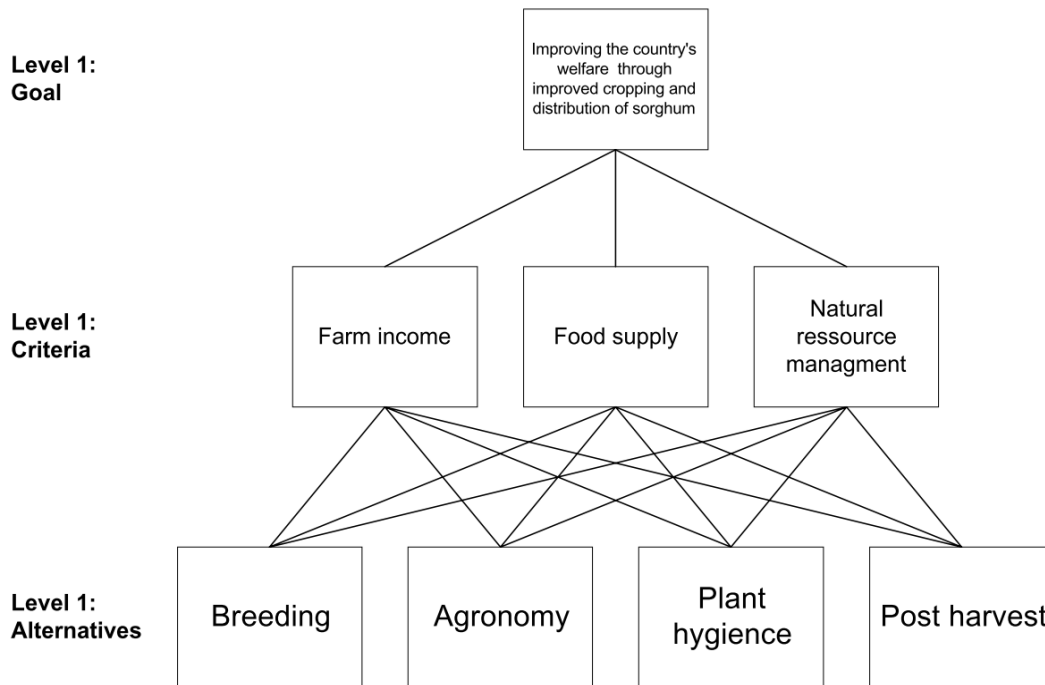 Level 1:
Goal
Improving the country's
welfare through
improved cropping and
distribution of sorghum
Level 1:
Criteria
Farm income
Food supply
Natural
ressource
managment
Level 1:
Alternatives
Breeding
Agronomy
Plant
hygience
Post harvest